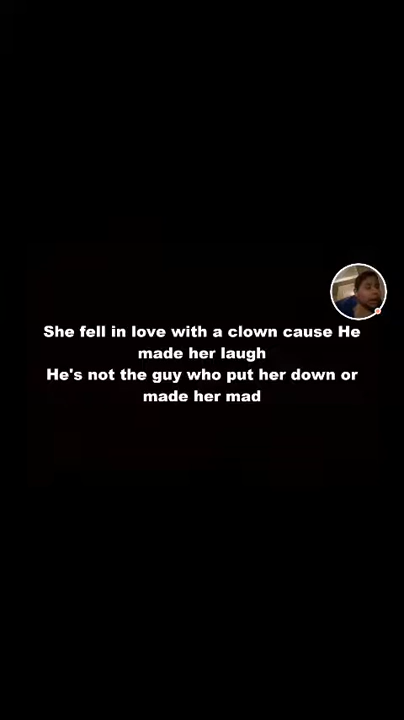 She fell in love with a clown cause He
made her laugh
He's not the guy who put her down or
made her mad